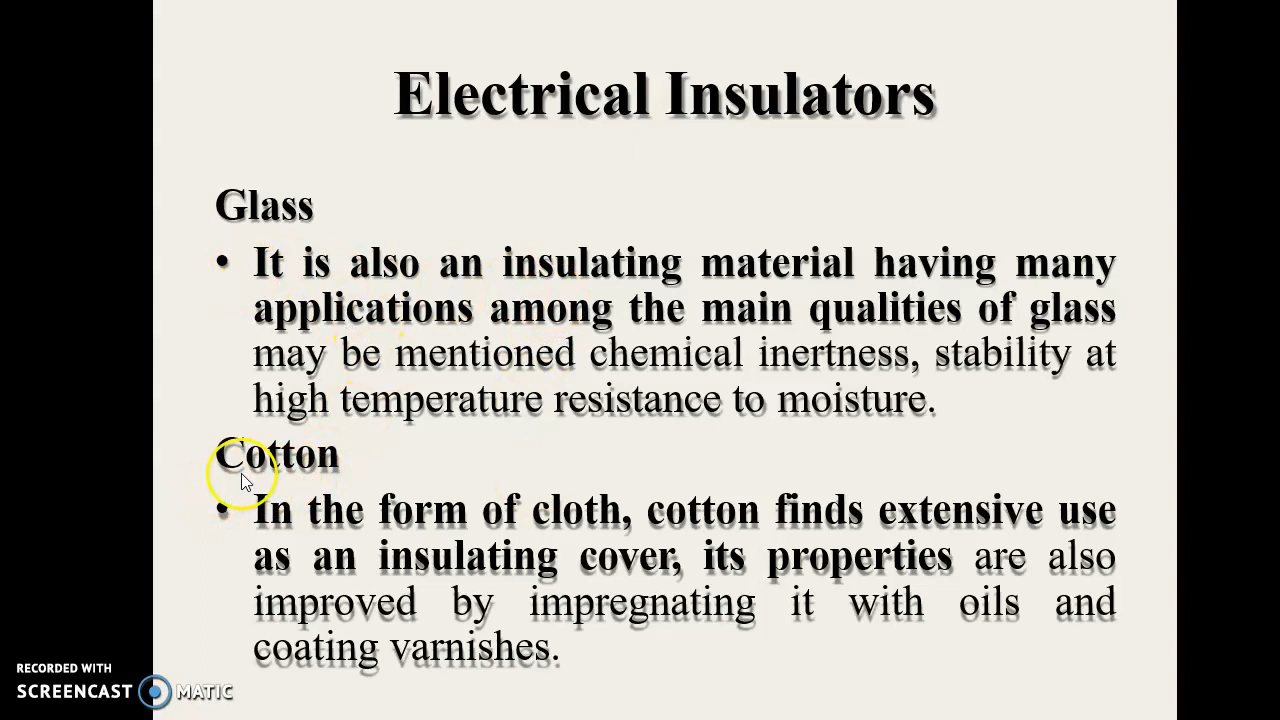 Electrical Insulators
Glass
• It is also an insulating material having many
applications among the main qualities of glass
may be mentioned chemical inertness, stability at
high temperature resistance to moisture.
Cotton
• In the form of cloth, cotton finds extensive use
as an insulating cover, its properties are also
improved by impregnating it with oils and
coating varnishes.
RECORDED WITH
SCREENCAST MATIC